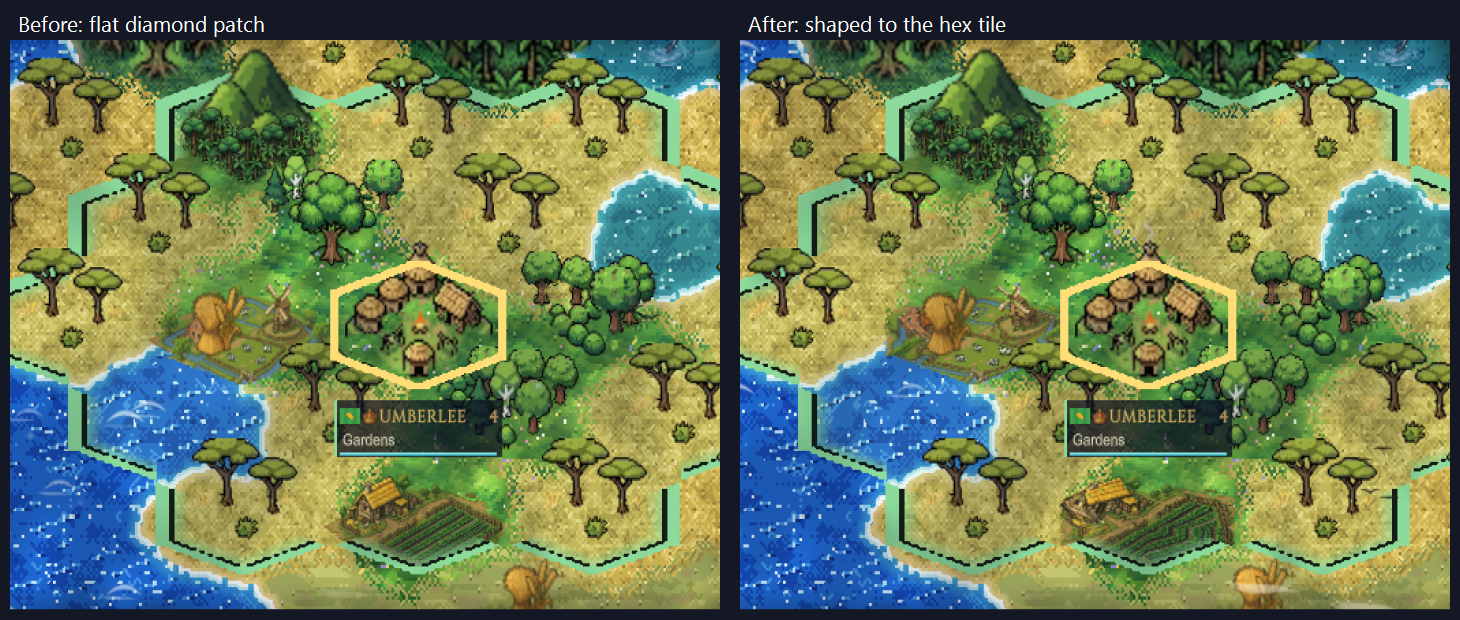 Before: flat diamond patch
After: shaped to the hex tile
UMBERLEE 4
Gardens
UMBERLEE 4
Gardens